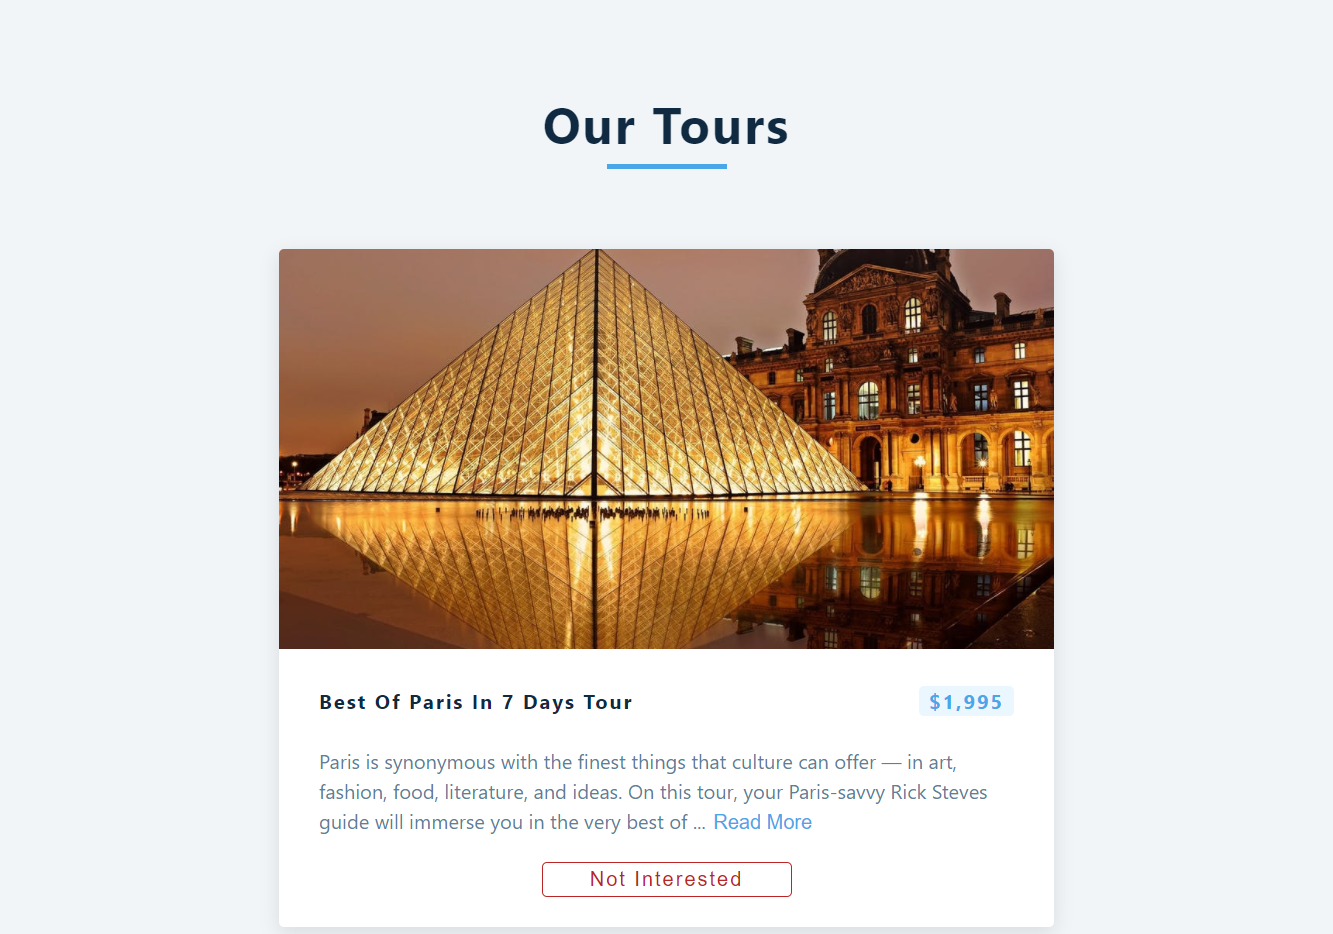 Our Tours
Best Of Paris In 7 Days Tour
$1,995
Paris is synonymous with the finest things that culture can offer — in art,
fashion, food, literature, and ideas. On this tour, your Paris-savvy Rick Steves
guide will immerse you in the very best of ... Read More
Not Interested